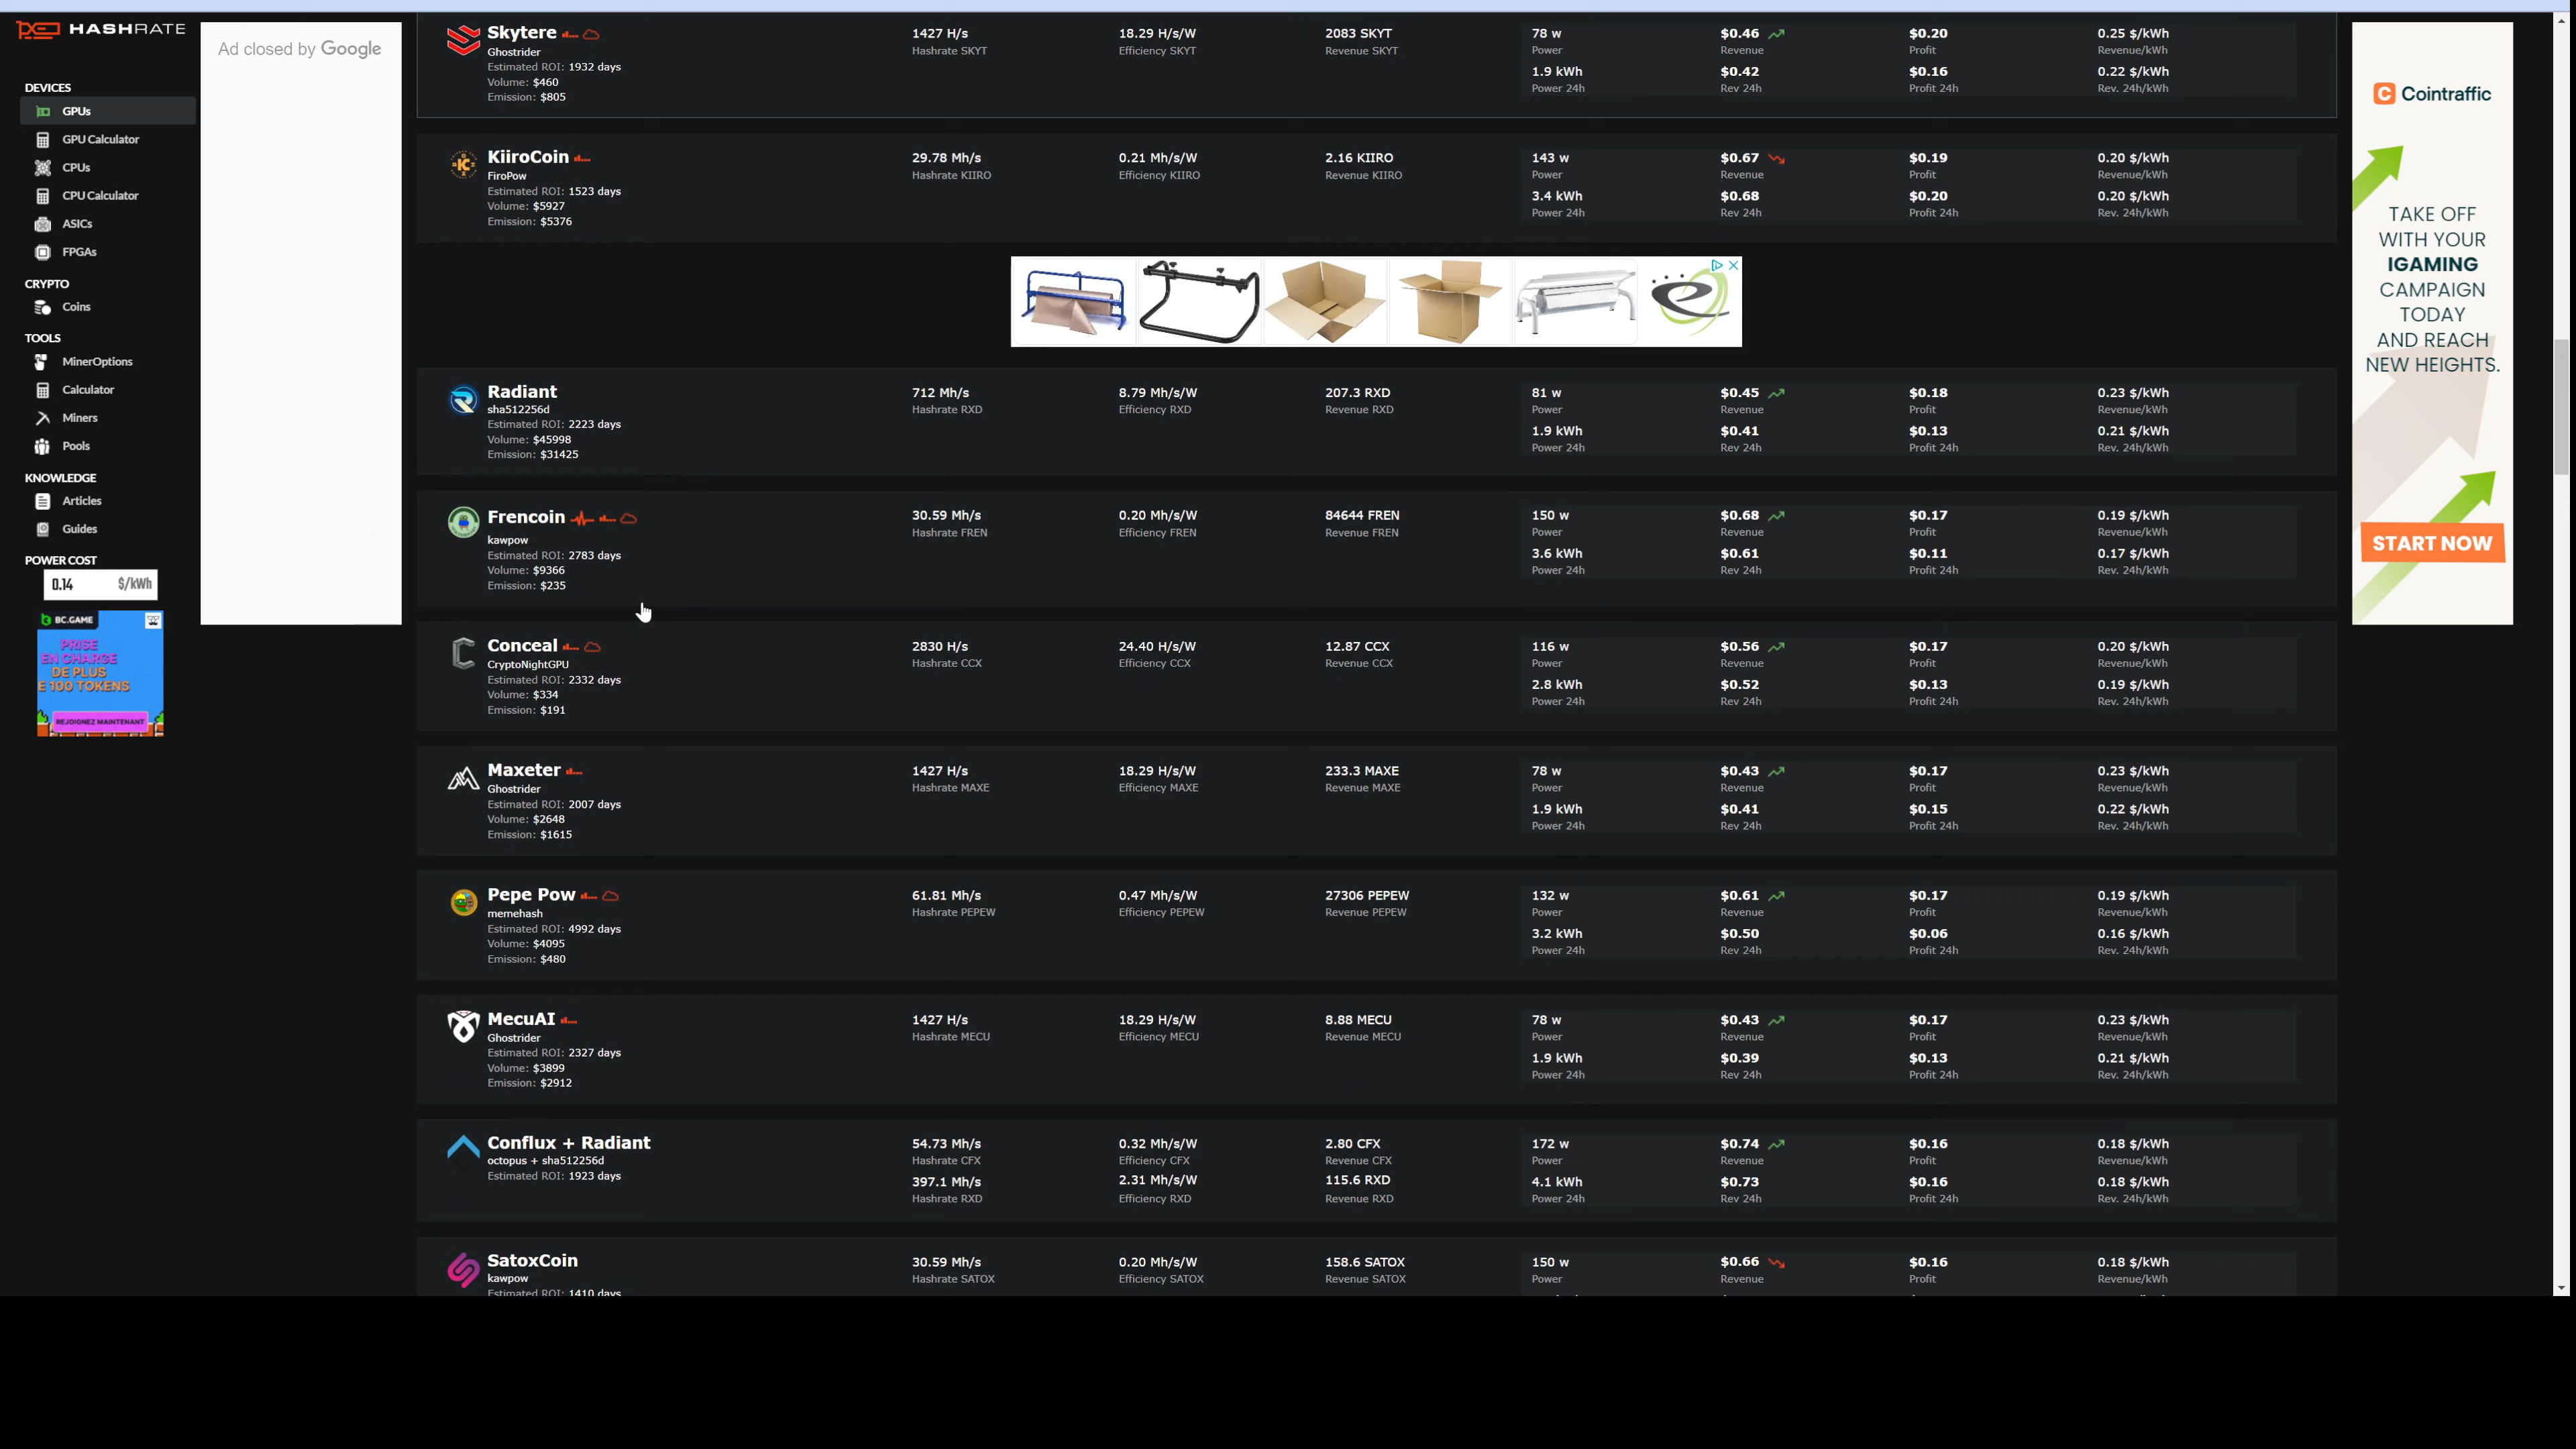 HASHRATE
DEVICES
GPUs
GPU Calculator
CPUs
CPU Calculator
ASICs
FPGAs
CRYPTO
Coins
TOOLS
MinerOptions
Calculator
Miners
Pools
KNOWLEDGE
Articles
Guides
POWER COST
0.14 $/kWh
BC.GAME
PRISE
EN CHARGE
DE PLUS
E 100 TOKENS
REJOIGNEZ MAINTENANT
Ad closed by Google
Skytere
Ghostrider
Estimated ROI: 1932 days
Volume: $460
Emission: $805
1427 H/s 18.29 H/s/W 2083 SKYT 78 w $0.46 $0.20 0.25 $/kWh
Hashrate SKYT Efficiency SKYT Revenue SKYT Power Revenue Profit Revenue/kWh
1.9 kWh $0.42 $0.16 0.22 $/kWh
Power 24h Rev 24h Profit 24h Rev. 24h/kWh
KiiroCoin
FiroPow
Estimated ROI: 1523 days
Volume: $5927
Emission: $5376
29.78 Mh/s 0.21 Mh/s/W 2.16 KIIRO 143 w $0.67 $0.19 0.20 $/kWh
Hashrate KIIRO Efficiency KIIRO Revenue KIIRO Power Revenue Profit Revenue/kWh
3.4 kWh $0.68 $0.20 0.20 $/kWh
Power 24h Rev 24h Profit 24h Rev. 24h/kWh
Radiant
sha512256d
Estimated ROI: 2223 days
Volume: $45998
Emission: $31425
712 Mh/s 8.79 Mh/s/W 207.3 RXD 81 w $0.45 $0.18 0.23 $/kWh
Hashrate RXD Efficiency RXD Revenue RXD Power Revenue Profit Revenue/kWh
1.9 kWh $0.41 $0.13 0.21 $/kWh
Power 24h Rev 24h Profit 24h Rev. 24h/kWh
Frencoin
kawpow
Estimated ROI: 2783 days
Volume: $9366
Emission: $235
30.59 Mh/s 0.20 Mh/s/W 84644 FREN 150 w $0.68 $0.17 0.19 $/kWh
Hashrate FREN Efficiency FREN Revenue FREN Power Revenue Profit Revenue/kWh
3.6 kWh $0.61 $0.11 0.17 $/kWh
Power 24h Rev 24h Profit 24h Rev. 24h/kWh
Conceal
CryptoNightGPU
Estimated ROI: 2332 days
Volume: $334
Emission: $191
2830 H/s 24.40 H/s/W 12.87 CCX 116 w $0.56 $0.17 0.20 $/kWh
Hashrate CCX Efficiency CCX Revenue CCX Power Revenue Profit Revenue/kWh
2.8 kWh $0.52 $0.13 0.19 $/kWh
Power 24h Rev 24h Profit 24h Rev. 24h/kWh
Maxeter
Ghostrider
Estimated ROI: 2007 days
Volume: $2648
Emission: $1615
1427 H/s 18.29 H/s/W 233.3 MAXE 78 w $0.43 $0.17 0.23 $/kWh
Hashrate MAXE Efficiency MAXE Revenue MAXE Power Revenue Profit Revenue/kWh
1.9 kWh $0.41 $0.15 0.22 $/kWh
Power 24h Rev 24h Profit 24h Rev. 24h/kWh
Pepe Pow
memehash
Estimated ROI: 4992 days
Volume: $4095
Emission: $480
61.81 Mh/s 0.47 Mh/s/W 27306 PEPEW 132 w $0.61 $0.17 0.19 $/kWh
Hashrate PEPEW Efficiency PEPEW Revenue PEPEW Power Revenue Profit Revenue/kWh
3.2 kWh $0.50 $0.06 0.16 $/kWh
Power 24h Rev 24h Profit 24h Rev. 24h/kWh
MecuAI
Ghostrider
Estimated ROI: 2327 days
Volume: $3899
Emission: $2912
1427 H/s 18.29 H/s/W 8.88 MECU 78 w $0.43 $0.17 0.23 $/kWh
Hashrate MECU Efficiency MECU Revenue MECU Power Revenue Profit Revenue/kWh
1.9 kWh $0.39 $0.13 0.21 $/kWh
Power 24h Rev 24h Profit 24h Rev. 24h/kWh
Conflux + Radiant
octopus + sha512256d
Estimated ROI: 1923 days
54.73 Mh/s 0.32 Mh/s/W 2.80 CFX 172 w $0.74 $0.16 0.18 $/kWh
Hashrate CFX Efficiency CFX Revenue CFX Power Revenue Profit Revenue/kWh
397.1 Mh/s 2.31 Mh/s/W 115.6 RXD 4.1 kWh $0.73 $0.16 0.18 $/kWh
Hashrate RXD Efficiency RXD Revenue RXD Power 24h Rev 24h Profit 24h Rev. 24h/kWh
SatoxCoin
kawpow
Estimated ROI: 1410 days
30.59 Mh/s 0.20 Mh/s/W 158.6 SATOX 150 w $0.66 $0.16 0.18 $/kWh
Hashrate SATOX Efficiency SATOX Revenue SATOX Power Revenue Profit Revenue/kWh
Cointraffic
TAKE OFF
WITH YOUR
IGAMING
CAMPAIGN
TODAY
AND REACH
NEW HEIGHTS.
START NOW